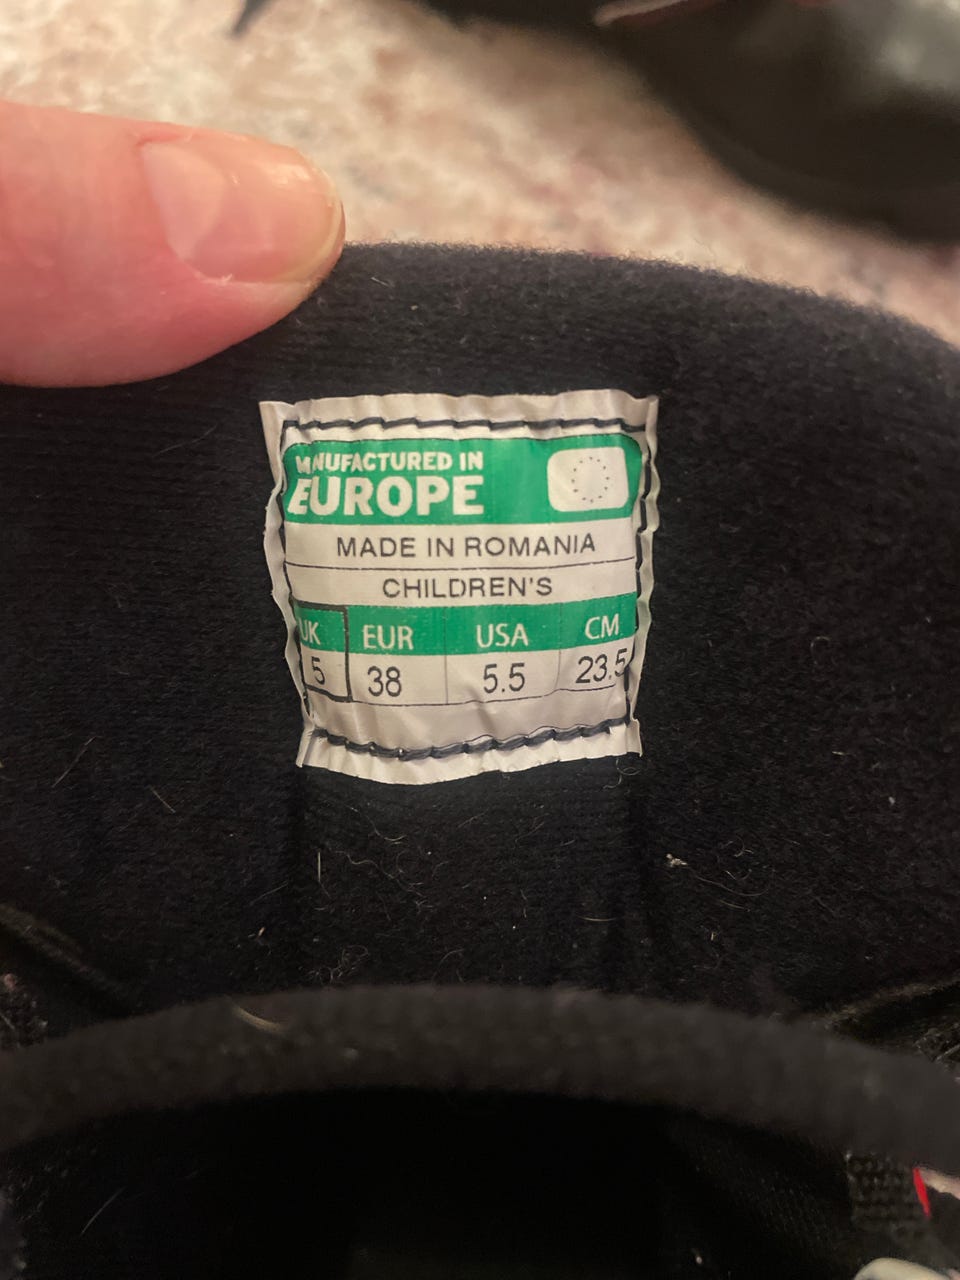 MANUFACTURED IN
EUROPE
MADE IN ROMANIA
CHILDREN'S
UK EUR USA CM
5 38 5.5 23.5